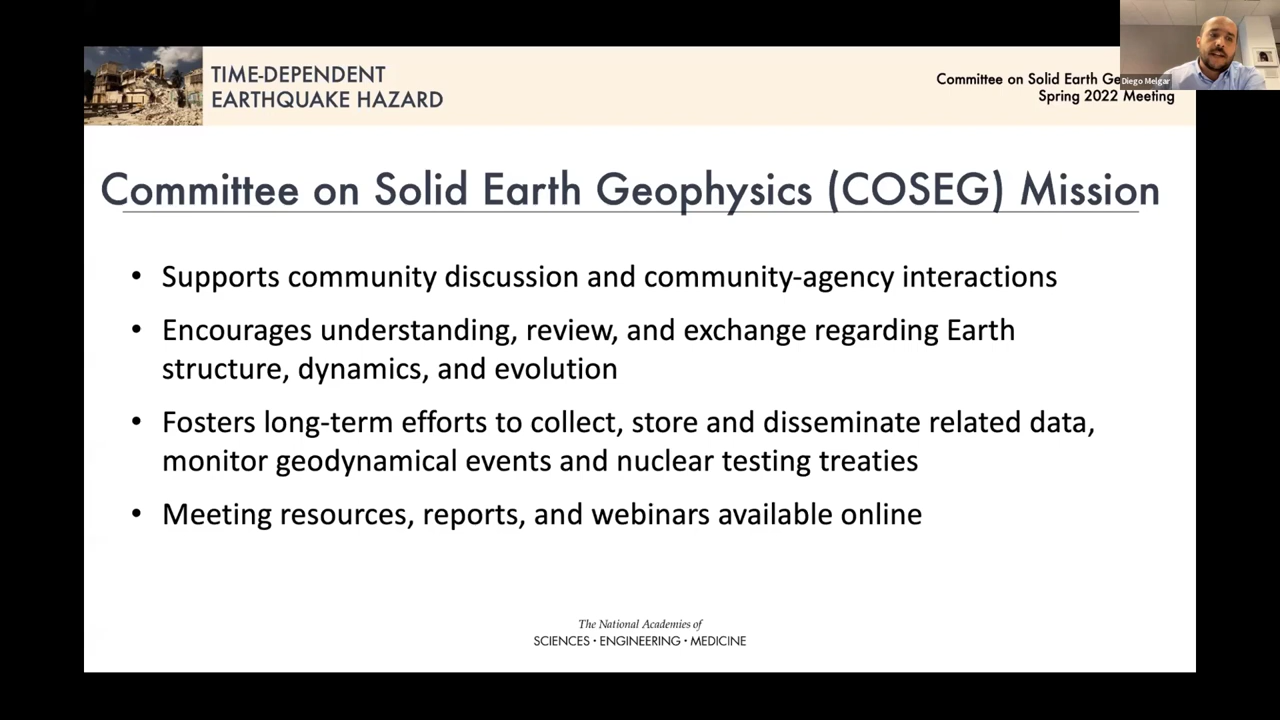 TIME-DEPENDENT
EARTHQUAKE HAZARD
Committee on Solid Earth
Spring 2022 Meeting
Diego Melgar
Committee on Solid Earth Geophysics (COSEG) Mission
• Supports community discussion and community-agency interactions
• Encourages understanding, review, and exchange regarding Earth
structure, dynamics, and evolution
• Fosters long-term efforts to collect, store and disseminate related data,
monitor geodynamical events and nuclear testing treaties
• Meeting resources, reports, and webinars available online
The National Academies of
SCIENCES • ENGINEERING • MEDICINE